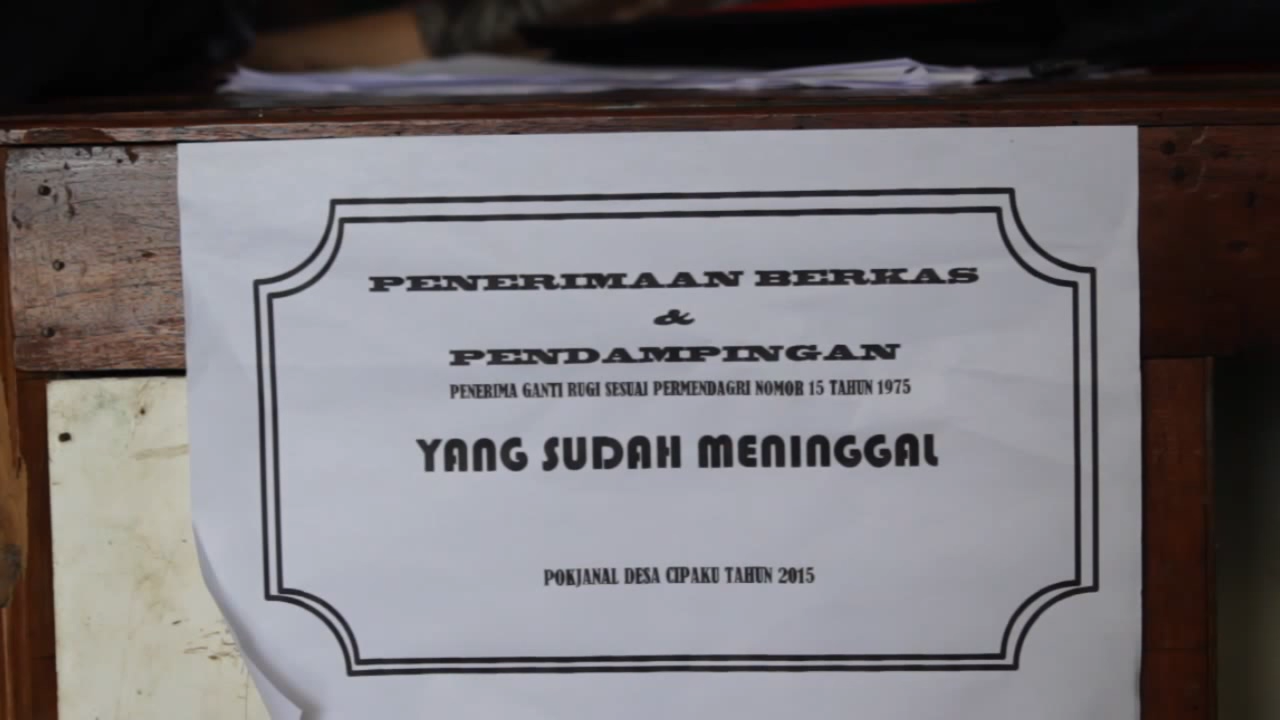 PENERIMAAN BERKAS
&
PENDAMPINGAN
PENERIMA GANTI RUGI SESUAI PERMENDAGRI NOMOR 15 TAHUN 1975
YANG SUDAH MENINGGAL
POKJANAL DESA CIPAKU TAHUN 2015